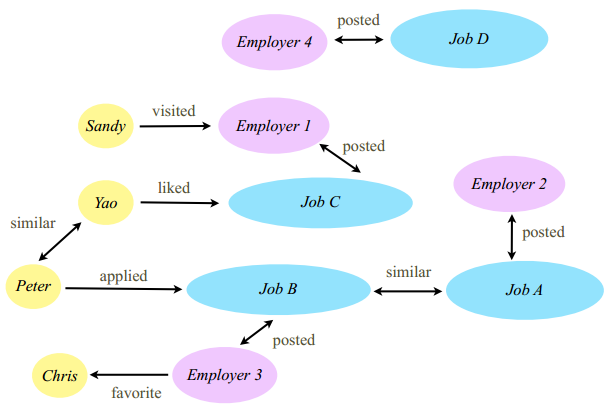 posted
Employer 4
Job D
visited
Sandy
Employer 1
posted
liked
Employer 2
Yao
Job C
similar
posted
applied
similar
Peter
Job B
Job A
posted
Chris
Employer 3
favorite